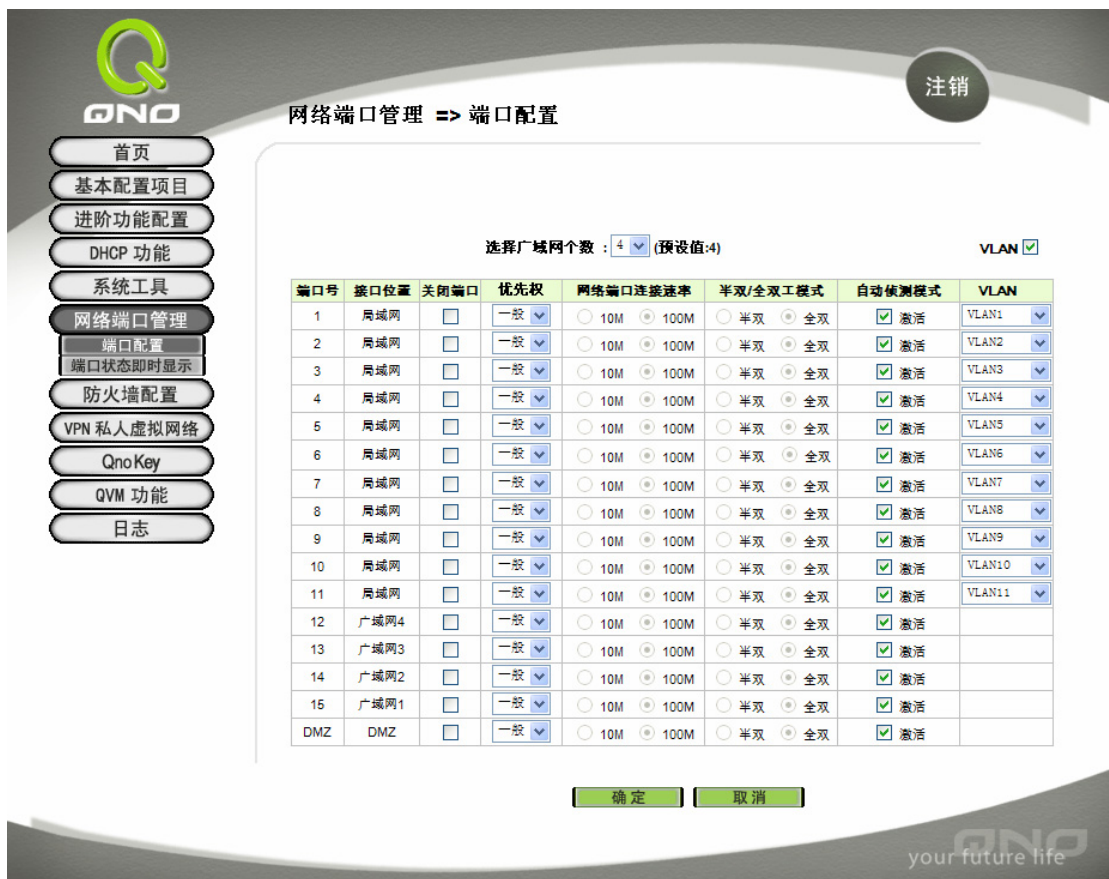 QNO
注销
网络端口管理 => 端口配置
首页
基本配置项目
进阶功能配置
DHCP 功能
系统工具
网络端口管理
端口配置
端口状态即时显示
防火墙配置
VPN 私人虚拟网络
Qno Key
QVM 功能
日志
选择广域网个数 : 4 (预设值:4) VLAN
端口号 接口位置 关闭端口 优先权 网络端口连接速率 半双/全双工模式 自动侦测模式 VLAN
1 局域网 一般 10M 100M 半双 全双 激活 VLAN1
2 局域网 一般 10M 100M 半双 全双 激活 VLAN2
3 局域网 一般 10M 100M 半双 全双 激活 VLAN3
4 局域网 一般 10M 100M 半双 全双 激活 VLAN4
5 局域网 一般 10M 100M 半双 全双 激活 VLAN5
6 局域网 一般 10M 100M 半双 全双 激活 VLAN6
7 局域网 一般 10M 100M 半双 全双 激活 VLAN7
8 局域网 一般 10M 100M 半双 全双 激活 VLAN8
9 局域网 一般 10M 100M 半双 全双 激活 VLAN9
10 局域网 一般 10M 100M 半双 全双 激活 VLAN10
11 局域网 一般 10M 100M 半双 全双 激活 VLAN11
12 广域网4 一般 10M 100M 半双 全双 激活
13 广域网3 一般 10M 100M 半双 全双 激活
14 广域网2 一般 10M 100M 半双 全双 激活
15 广域网1 一般 10M 100M 半双 全双 激活
DMZ DMZ 一般 10M 100M 半双 全双 激活
确定 取消
QNO
your future life